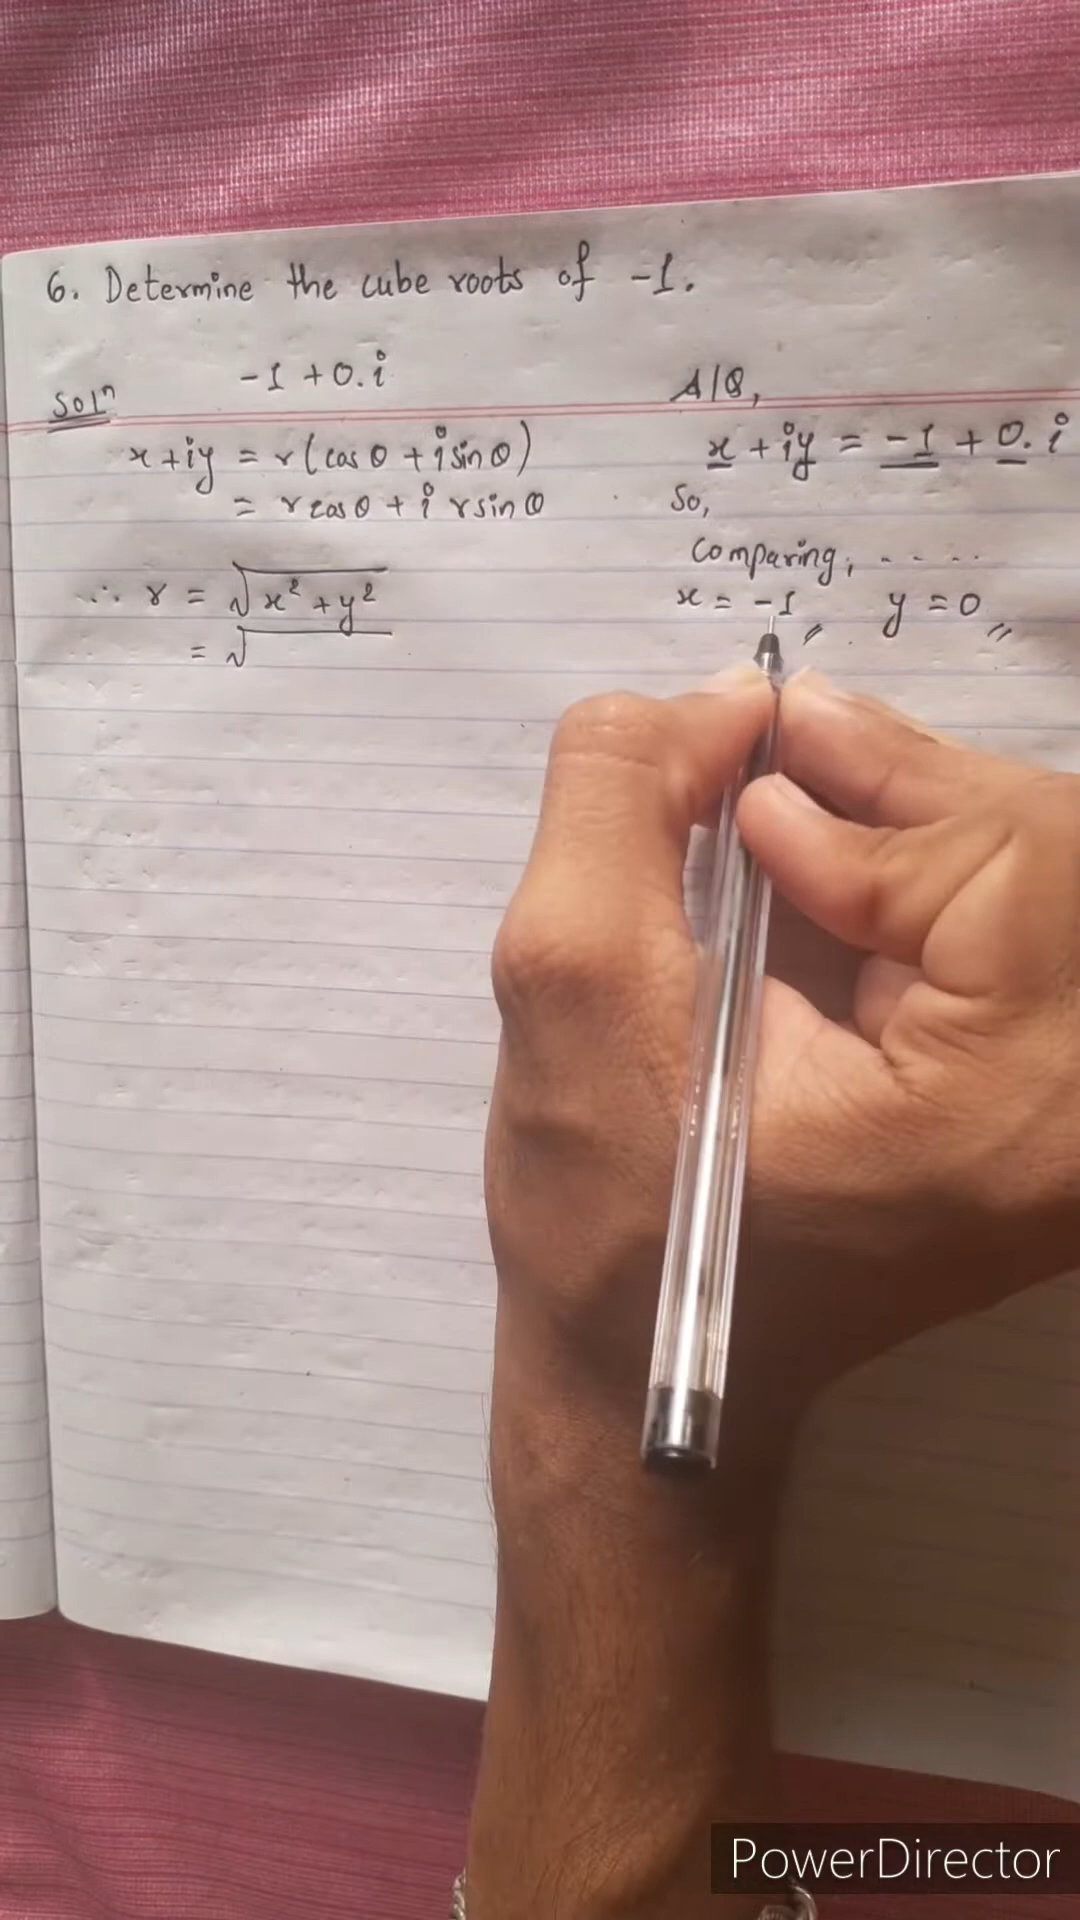 6. Determine the cube roots of -1.
Solⁿ
-1 + 0.i
x+iy = r(cos θ + i sin θ)
= r cos θ + i r sin θ
∴ r = √x² + y²
= √
A/Q,
x + iy = -1 + 0. i
So,
Comparing, .....
x = -1,, y = 0,,
PowerDirector